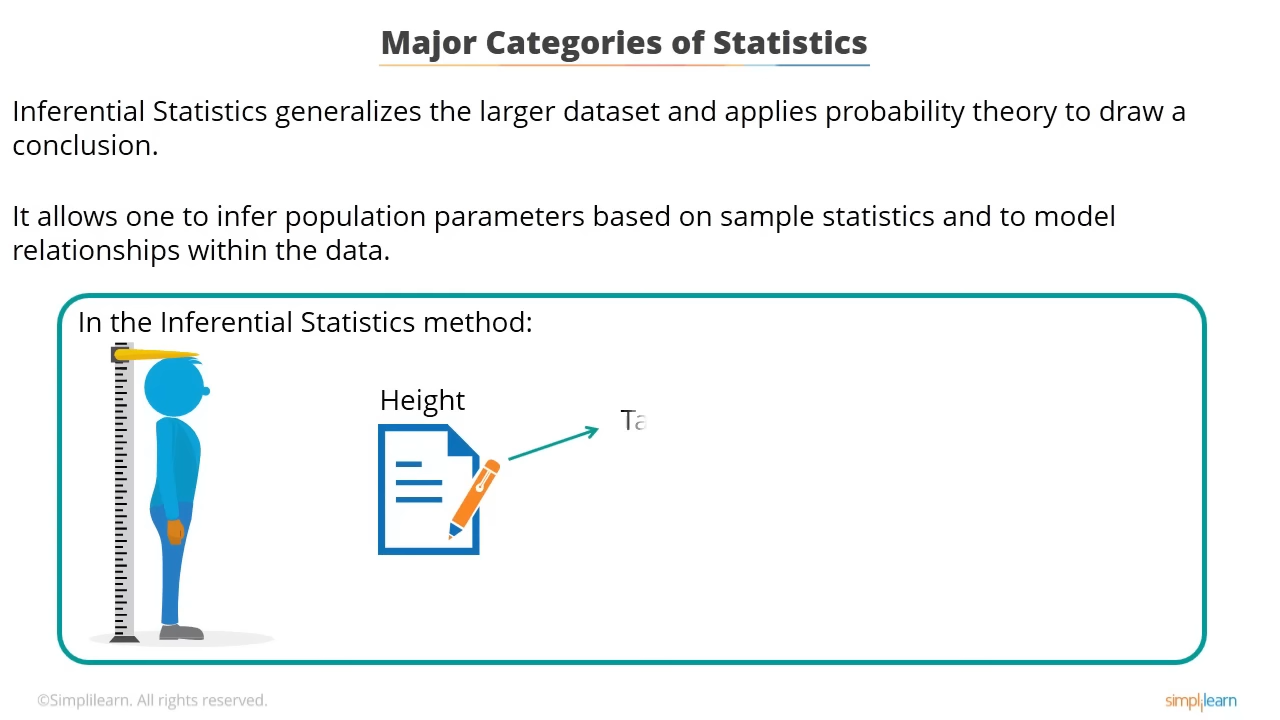 Major Categories of Statistics
Inferential Statistics generalizes the larger dataset and applies probability theory to draw a
conclusion.
It allows one to infer population parameters based on sample statistics and to model
relationships within the data.
In the Inferential Statistics method:
Height
Ta
©Simplilearn. All rights reserved.
simplilearn